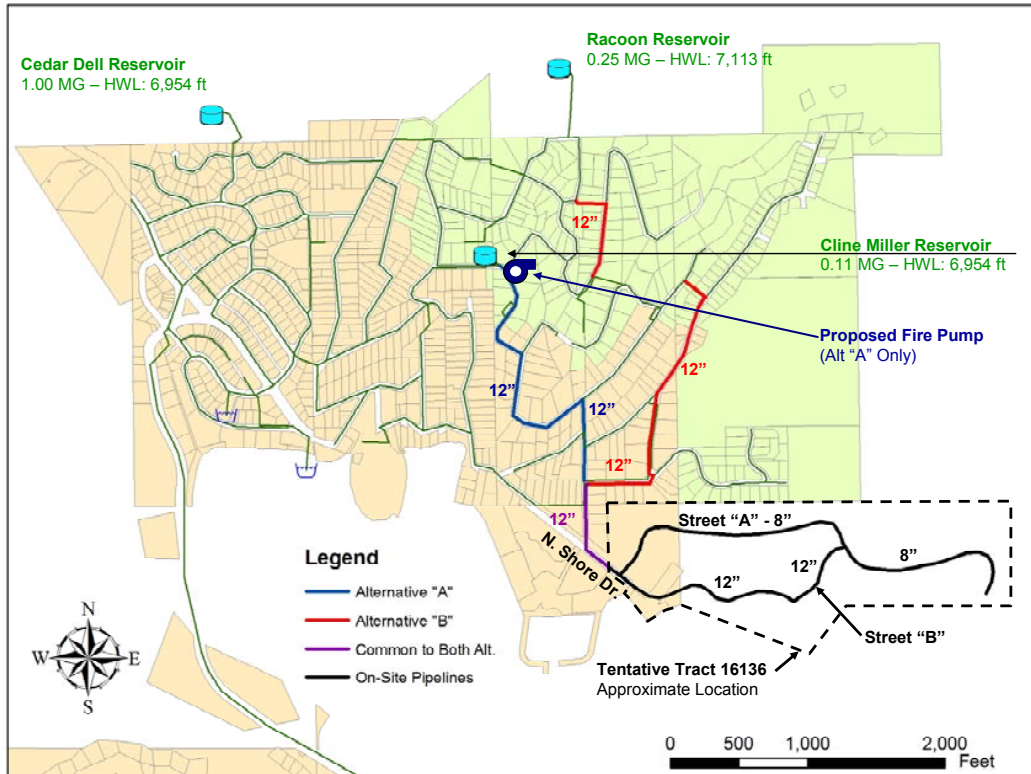 Racoon Reservoir
0.25 MG – HWL: 7,113 ft
Cedar Dell Reservoir
1.00 MG – HWL: 6,954 ft
12”
Cline Miller Reservoir
0.11 MG – HWL: 6,954 ft
Proposed Fire Pump
(Alt “A” Only)
12”
12”
12”
12”
12”
Street “A” - 8”
N. Shore Dr.
12”
12”
8”
Street “B”
Tentative Tract 16136
Approximate Location
Legend
Alternative "A"
Alternative "B"
Common to Both Alt.
On-Site Pipelines
N
W
E
S
0 500 1,000 2,000
Feet